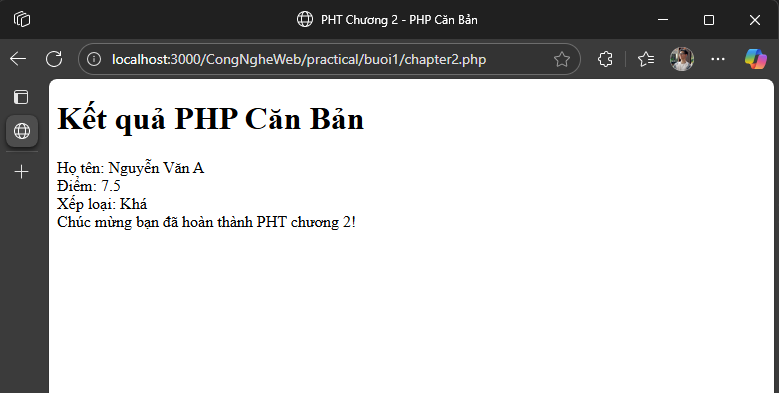 PHT Chương 2 - PHP Căn Bản
localhost:3000/CongNgheWeb/practical/buoi1/chapter2.php
Kết quả PHP Căn Bản
Họ tên: Nguyễn Văn A
Điểm: 7.5
Xếp loại: Khá
Chúc mừng bạn đã hoàn thành PHT chương 2!